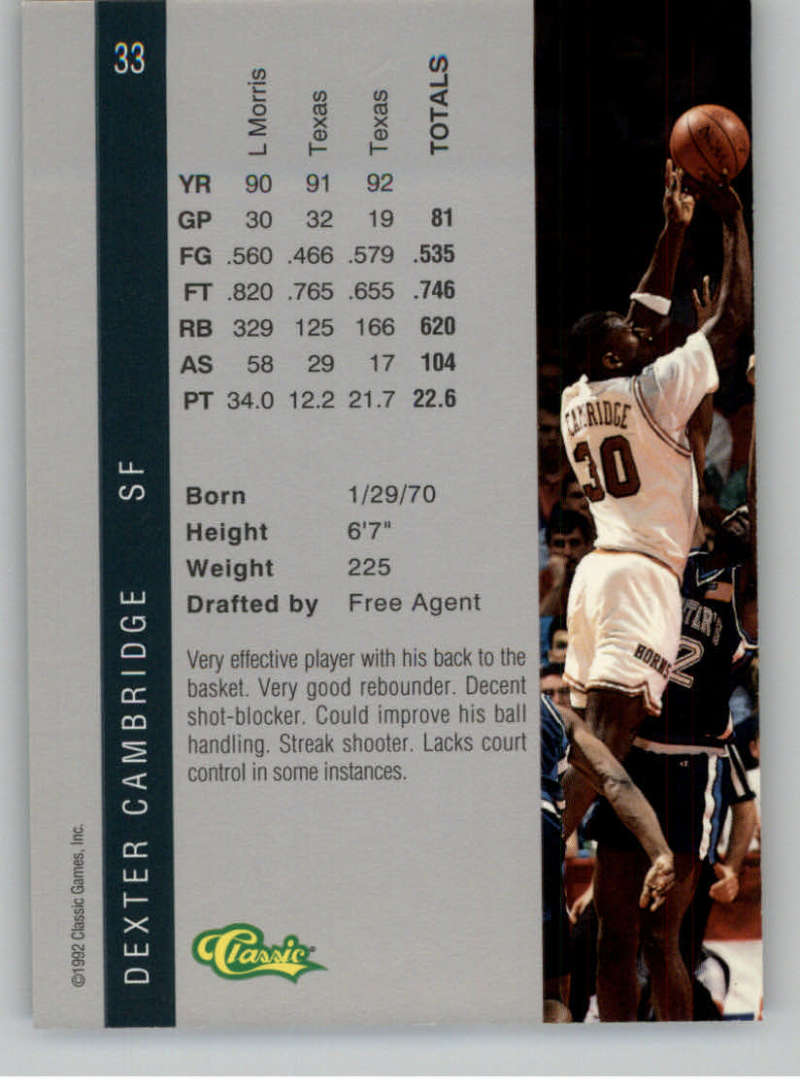 33
L Morris Texas Texas TOTALS
YR 90 91 92
GP 30 32 19 81
FG .560 .466 .579 .535
FT .820 .765 .655 .746
RB 329 125 166 620
AS 58 29 17 104
PT 34.0 12.2 21.7 22.6
DEXTER CAMBRIDGE SF
Born 1/29/70
Height 6'7"
Weight 225
Drafted by Free Agent
Very effective player with his back to the
basket. Very good rebounder. Decent
shot-blocker. Could improve his ball
handling. Streak shooter. Lacks court
control in some instances.
©1992 Classic Games, Inc.
Classic
CAMBRIDGE
30
HORNS
2